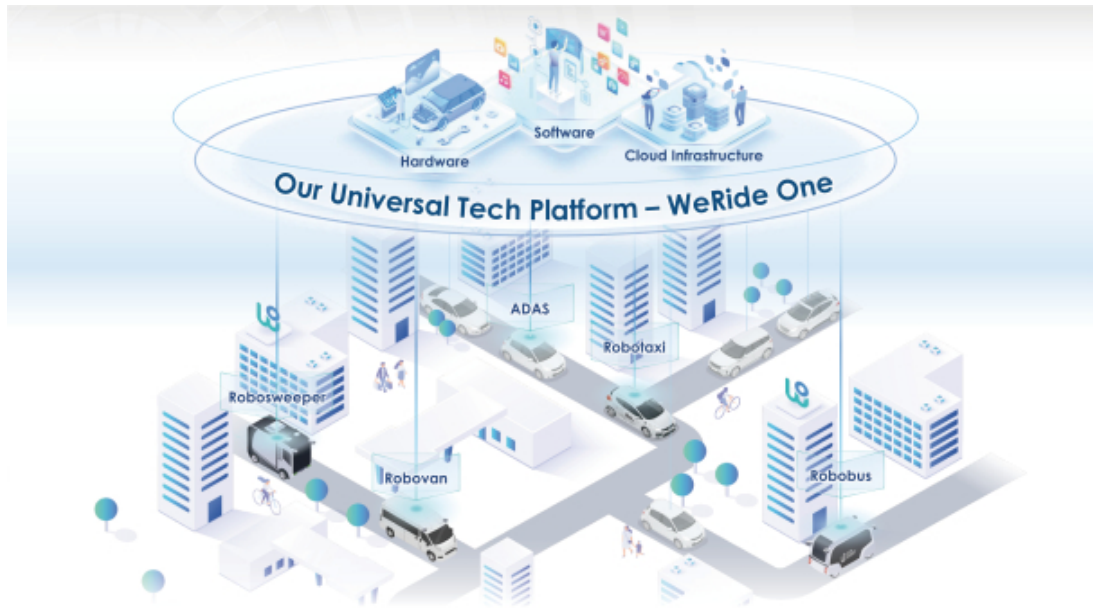 Software
Hardware
Cloud Infrastructure
Our Universal Tech Platform – WeRide One
ADAS
Robotaxi
Robosweeper
Robovan
Robobus